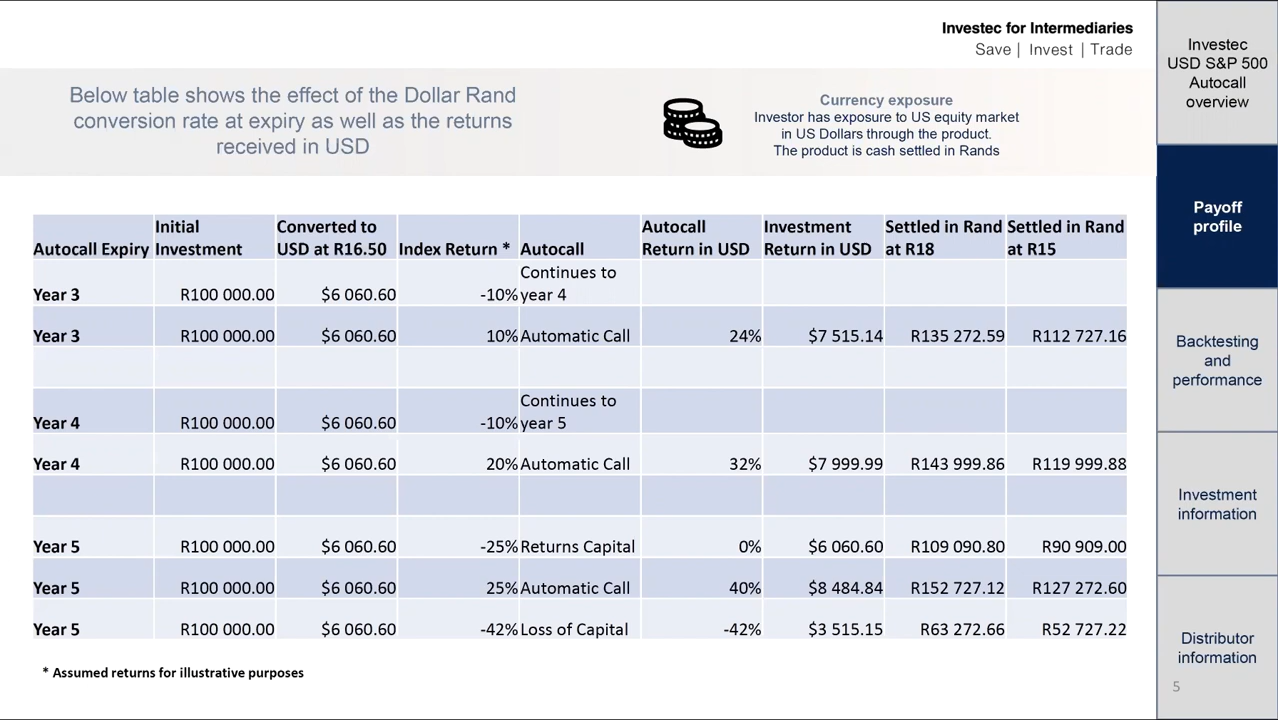 Investec for Intermediaries
Save | Invest | Trade
Below table shows the effect of the Dollar Rand
conversion rate at expiry as well as the returns
received in USD
Currency exposure
Investor has exposure to US equity market
in US Dollars through the product.
The product is cash settled in Rands
Autocall Expiry Initial Investment Converted to USD at R16.50 Index Return * Autocall Autocall Return in USD Investment Return in USD Settled in Rand at R18 Settled in Rand at R15
Year 3 R100 000.00 $6 060.60 -10% Continues to year 4
Year 3 R100 000.00 $6 060.60 10% Automatic Call 24% $7 515.14 R135 272.59 R112 727.16
Year 4 R100 000.00 $6 060.60 -10% Continues to year 5
Year 4 R100 000.00 $6 060.60 20% Automatic Call 32% $7 999.99 R143 999.86 R119 999.88
Year 5 R100 000.00 $6 060.60 -25% Returns Capital 0% $6 060.60 R109 090.80 R90 909.00
Year 5 R100 000.00 $6 060.60 25% Automatic Call 40% $8 484.84 R152 727.12 R127 272.60
Year 5 R100 000.00 $6 060.60 -42% Loss of Capital -42% $3 515.15 R63 272.66 R52 727.22
* Assumed returns for illustrative purposes
Investec
USD S&P 500
Autocall
overview
Payoff
profile
Backtesting
and
performance
Investment
information
Distributor
information
5